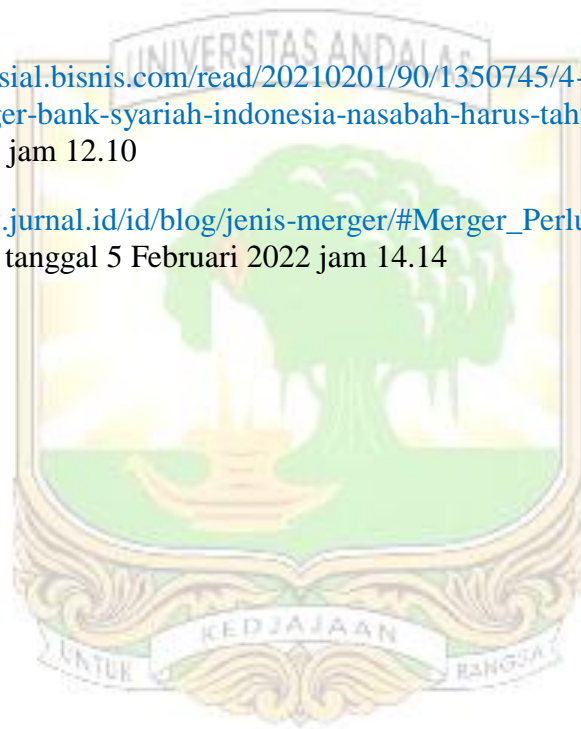 UNIVERSITAS ANDALAS
sial.bisnis.com/read/20210201/90/1350745/4-
ger-bank-syariah-indonesia-nasabah-harus-tah
jam 12.10
.jurnal.id/id/blog/jenis-merger/#Merger_Perlu
tanggal 5 Februari 2022 jam 14.14
UNTUK KEDJAJAAN BANGSA